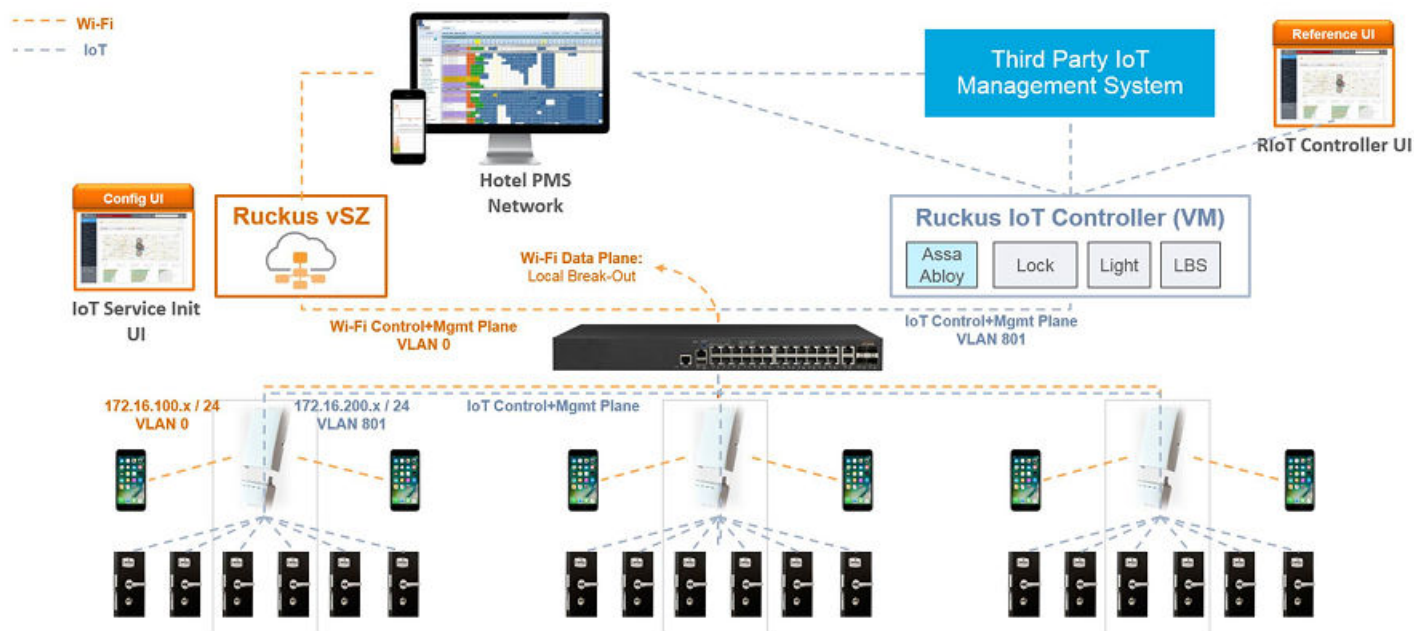 Wi-Fi
IoT
Hotel PMS
Network
Third Party IoT
Management System
Reference UI
RIoT Controller UI
Config UI
IoT Service Init
UI
Ruckus vSZ
Wi-Fi Data Plane:
Local Break-Out
Ruckus IoT Controller (VM)
Assa
Abloy
Lock
Light
LBS
Wi-Fi Control+Mgmt Plane
VLAN 0
IoT Control+Mgmt Plane
VLAN 801
172.16.100.x / 24
VLAN 0
172.16.200.x / 24
VLAN 801
IoT Control+Mgmt Plane